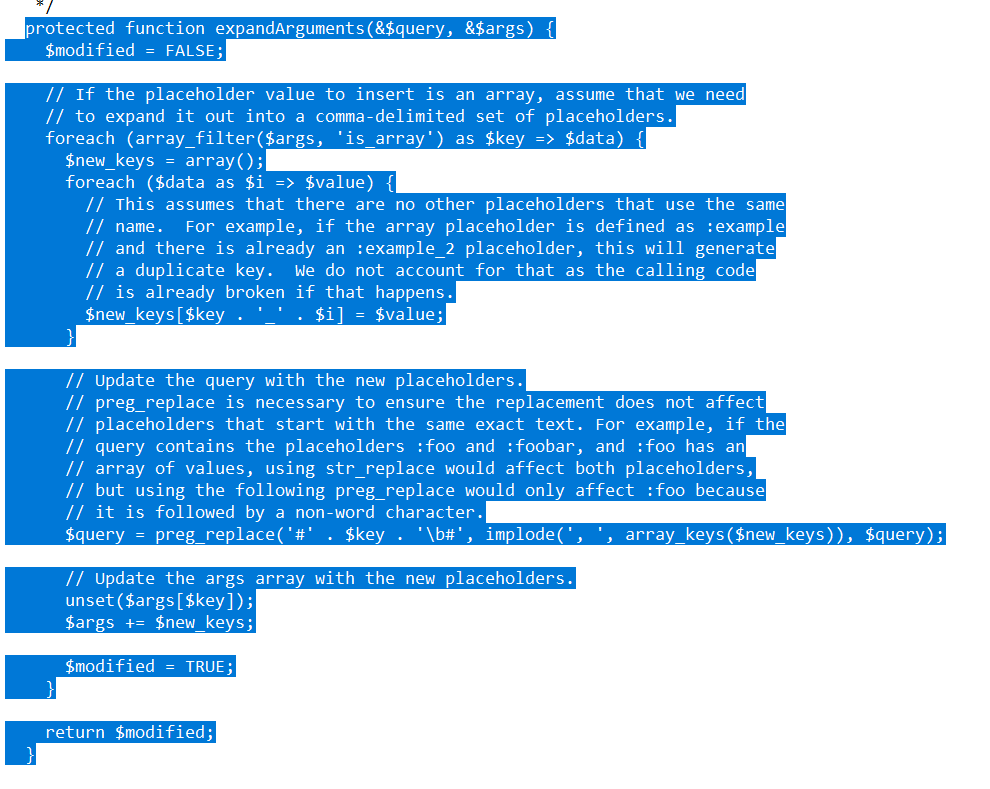 */
protected function expandArguments(&$query, &$args) {
$modified = FALSE;
// If the placeholder value to insert is an array, assume that we need
// to expand it out into a comma-delimited set of placeholders.
foreach (array_filter($args, 'is_array') as $key => $data) {
$new_keys = array();
foreach ($data as $i => $value) {
// This assumes that there are no other placeholders that use the same
// name.  For example, if the array placeholder is defined as :example
// and there is already an :example_2 placeholder, this will generate
// a duplicate key.  We do not account for that as the calling code
// is already broken if that happens.
$new_keys[$key . '_' . $i] = $value;
}
// Update the query with the new placeholders.
// preg_replace is necessary to ensure the replacement does not affect
// placeholders that start with the same exact text. For example, if the
// query contains the placeholders :foo and :foobar, and :foo has an
// array of values, using str_replace would affect both placeholders,
// but using the following preg_replace would only affect :foo because
// it is followed by a non-word character.
$query = preg_replace('#' . $key . '\b#', implode(', ', array_keys($new_keys)), $query);
// Update the args array with the new placeholders.
unset($args[$key]);
$args += $new_keys;
$modified = TRUE;
}
return $modified;
}